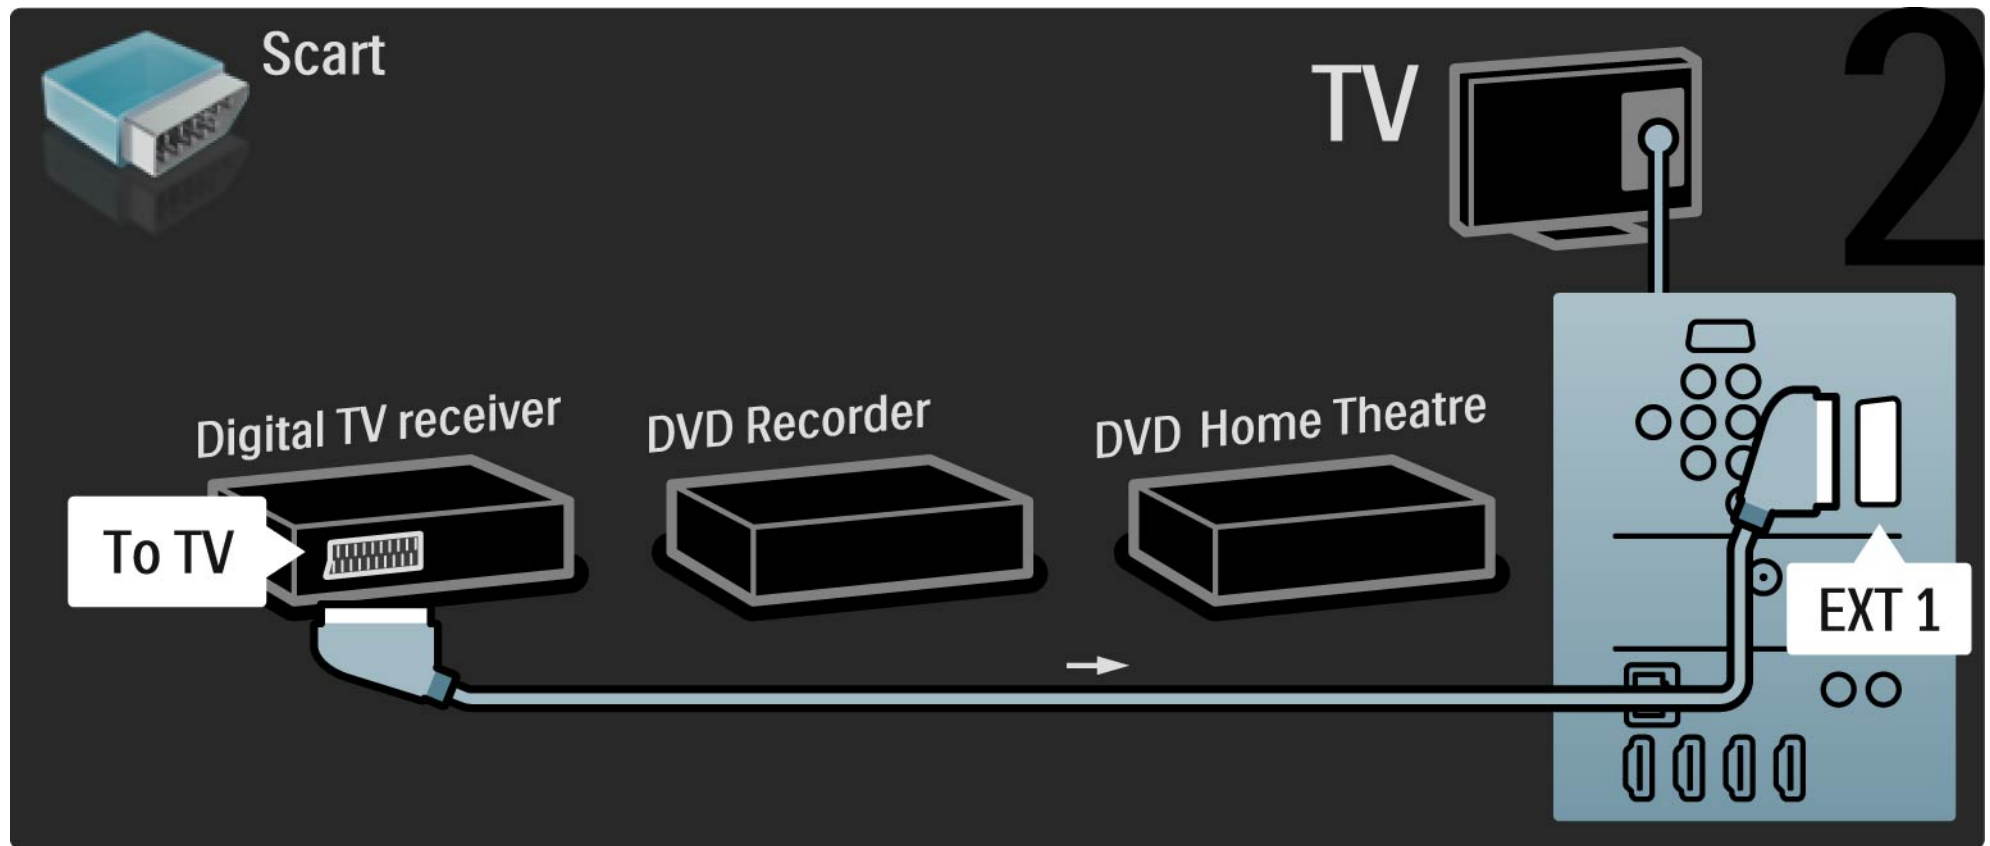 Scart
TV
2
Digital TV receiver
DVD Recorder
DVD Home Theatre
To TV
EXT 1